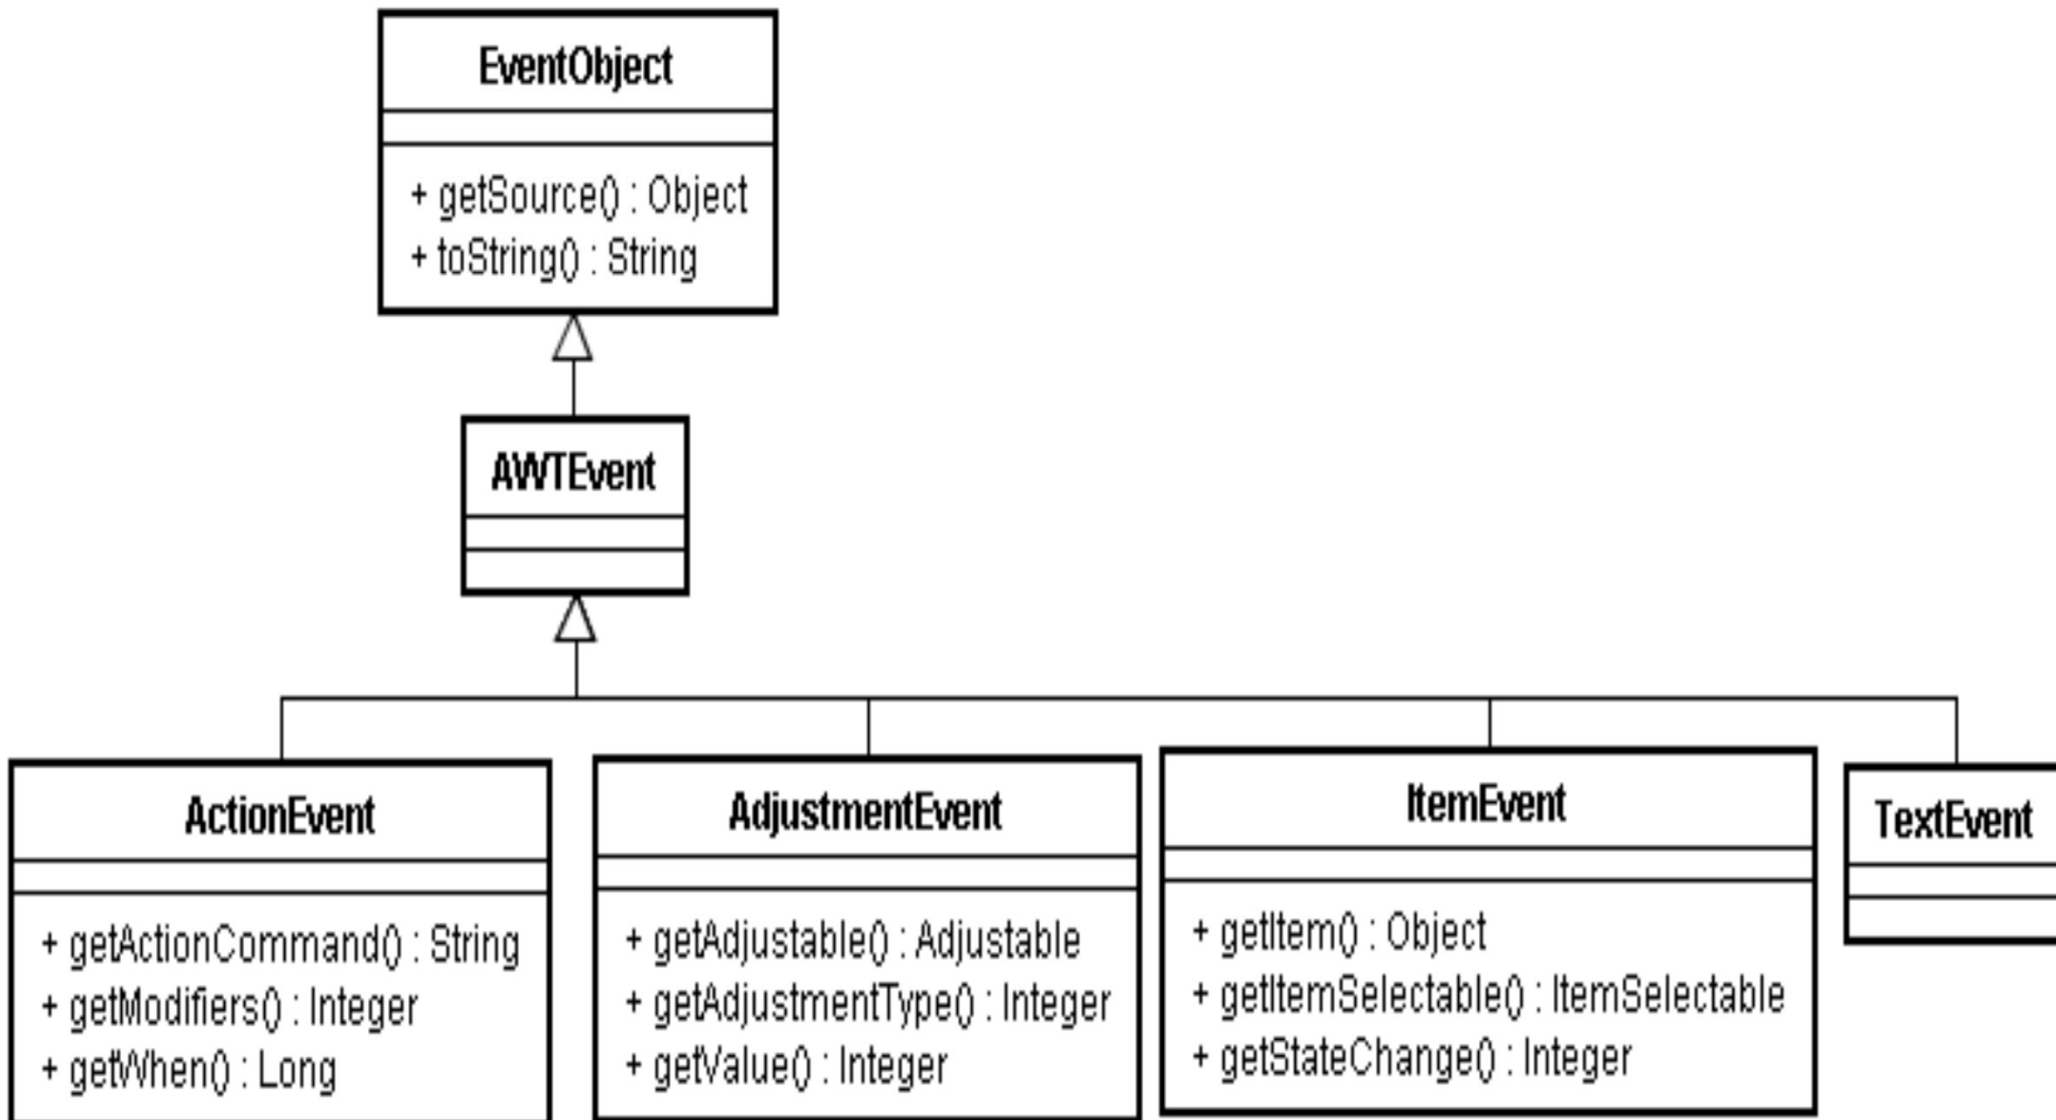 EventObject
+ getSource() : Object
+ toString() : String
AWTEvent
ActionEvent
+ getActionCommand() : String
+ getModifiers() : Integer
+ getWhen() : Long
AdjustmentEvent
+ getAdjustable() : Adjustable
+ getAdjustmentType() : Integer
+ getValue() : Integer
ItemEvent
+ getItem() : Object
+ getItemSelectable() : ItemSelectable
+ getStateChange() : Integer
TextEvent